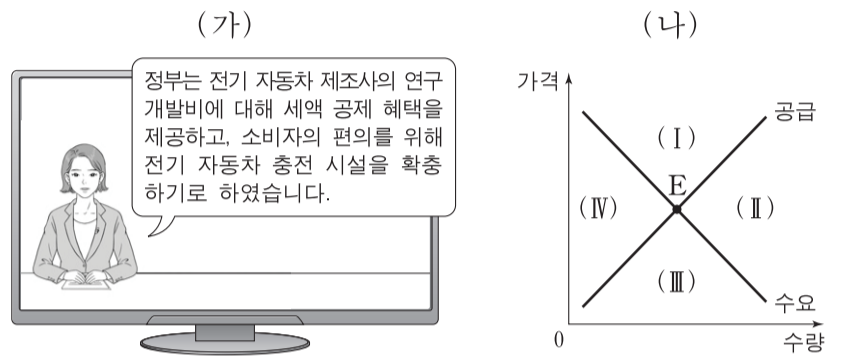 (가)
정부는 전기 자동차 제조사의 연구
개발비에 대해 세액 공제 혜택을
제공하고, 소비자의 편의를 위해
전기 자동차 충전 시설을 확충
하기로 하였습니다.
(나)
가격
공급
(Ⅰ)
E
(Ⅳ)
(Ⅱ)
(Ⅲ)
수요
0
수량